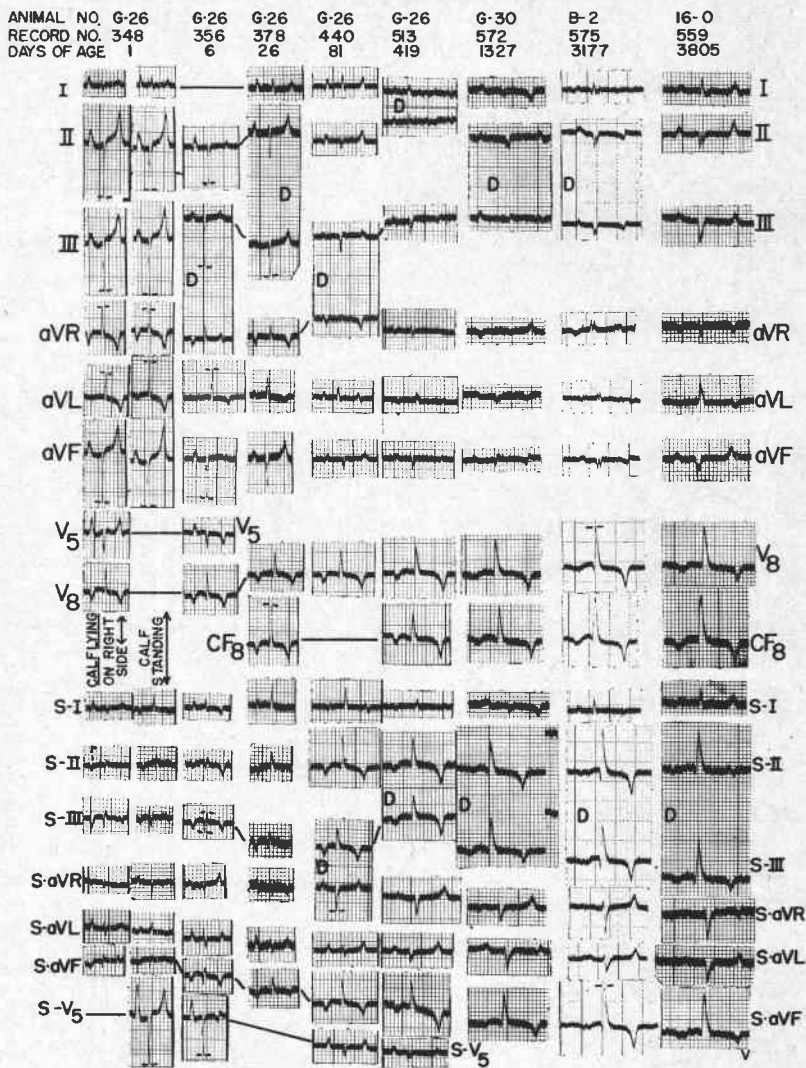 ANIMAL NO. G-26 G-26 G-26 G-26 G-26 G-30 B-2 16-0
RECORD NO. 348 356 378 440 513 572 575 559
DAYS OF AGE 1 6 26 81 419 1327 3177 3805
I I
II D II
D D D
III III
D D
aVR aVR
aVL aVL
aVF aVF
V5 V5
V8 V8
CALF LYING ON RIGHT SIDE
CALF STANDING
CF8 CF8
S-I S-I
S-II S-II
S-III D D D D
D S-III
S·aVR S·aVR
S·aVL S·aVL
S·aVF S·aVF
S-V5 S-V5
V